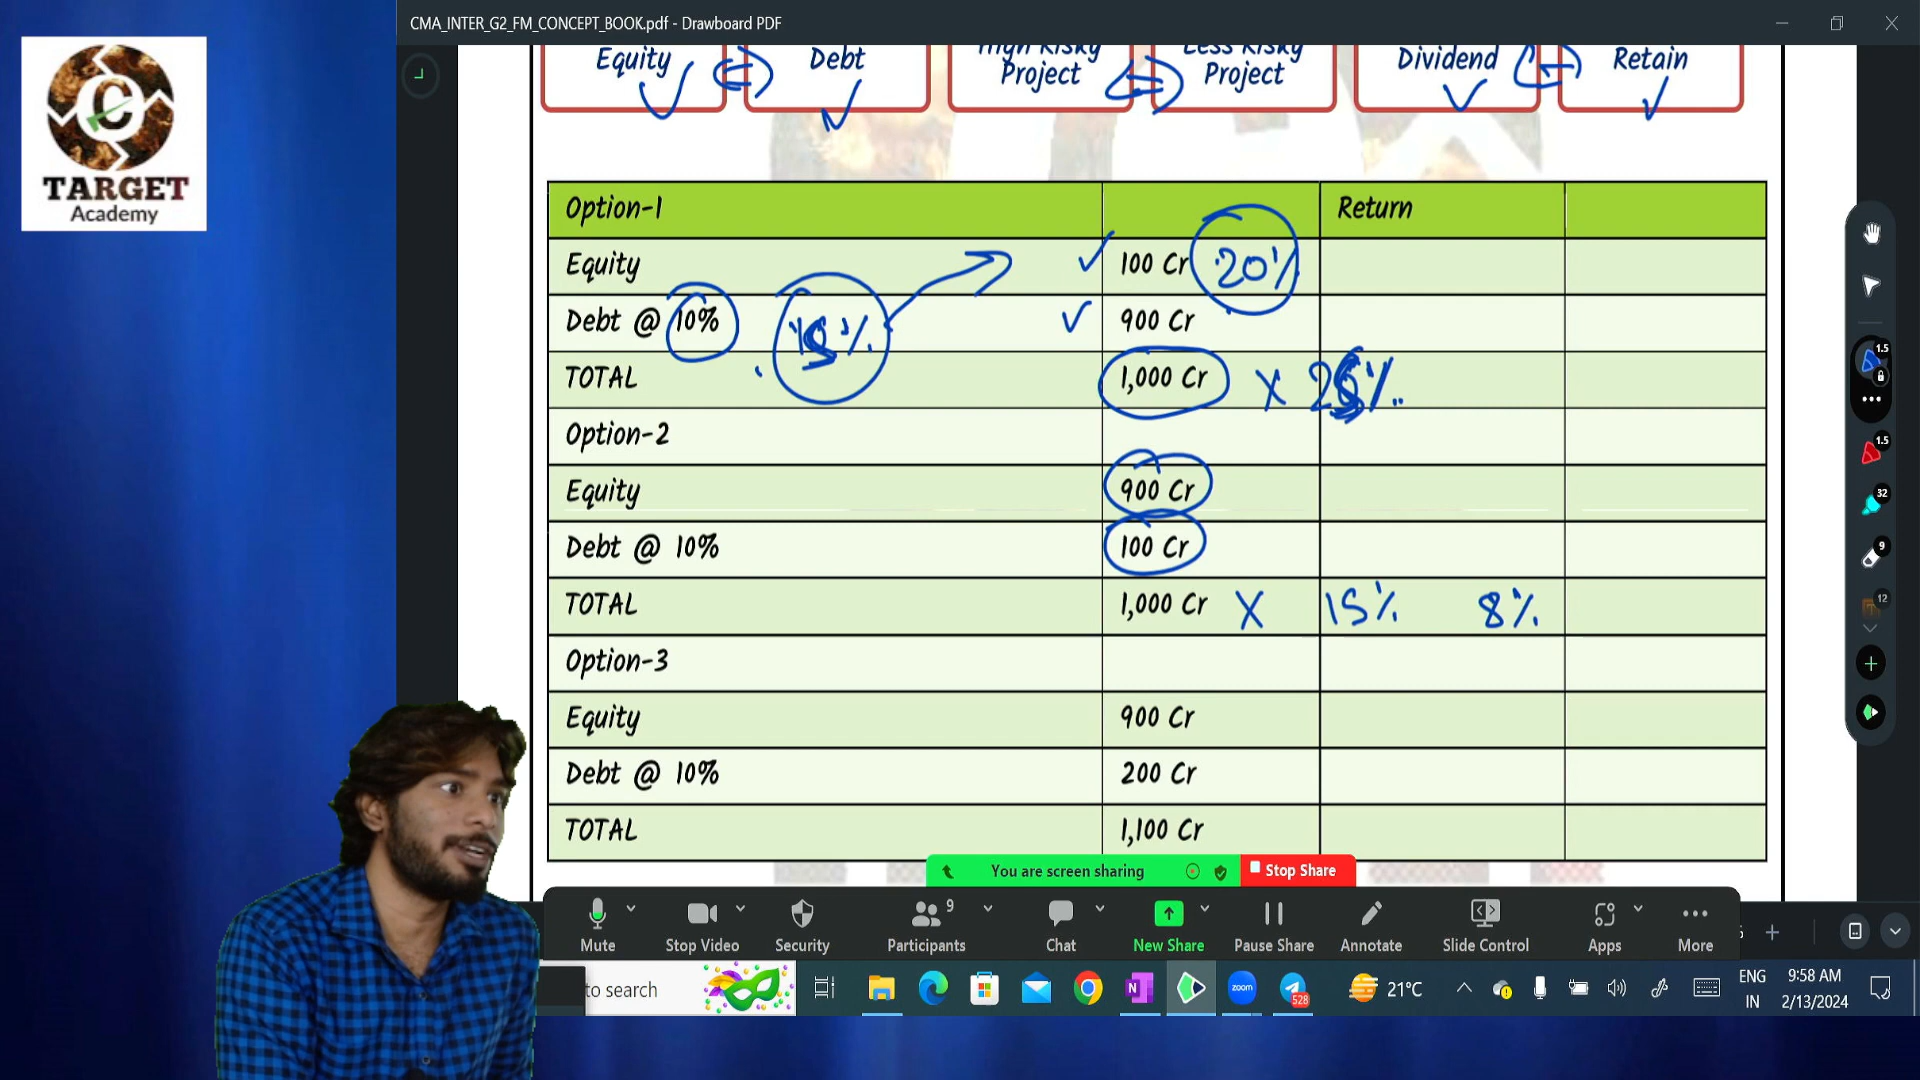 CMA_INTER_G2_FM_CONCEPT_BOOK.pdf - Drawboard PDF
TARGET
Academy
Equity Debt High Risky Project Less Risky Project Dividend Retain
Option-1 Return
Equity 100 Cr 20%
Debt @ 10% 900 Cr
TOTAL 1,000 Cr X
Option-2
Equity 900 Cr
Debt @ 10% 100 Cr
TOTAL 1,000 Cr X 15% 8%
Option-3
Equity 900 Cr
Debt @ 10% 200 Cr
TOTAL 1,100 Cr
1.5
1.5
32
9
12
You are screen sharing Stop Share
9
Mute Stop Video Security Participants Chat New Share Pause Share Annotate Slide Control Apps More
to search
528
21°C
ENG
IN
9:58 AM
2/13/2024